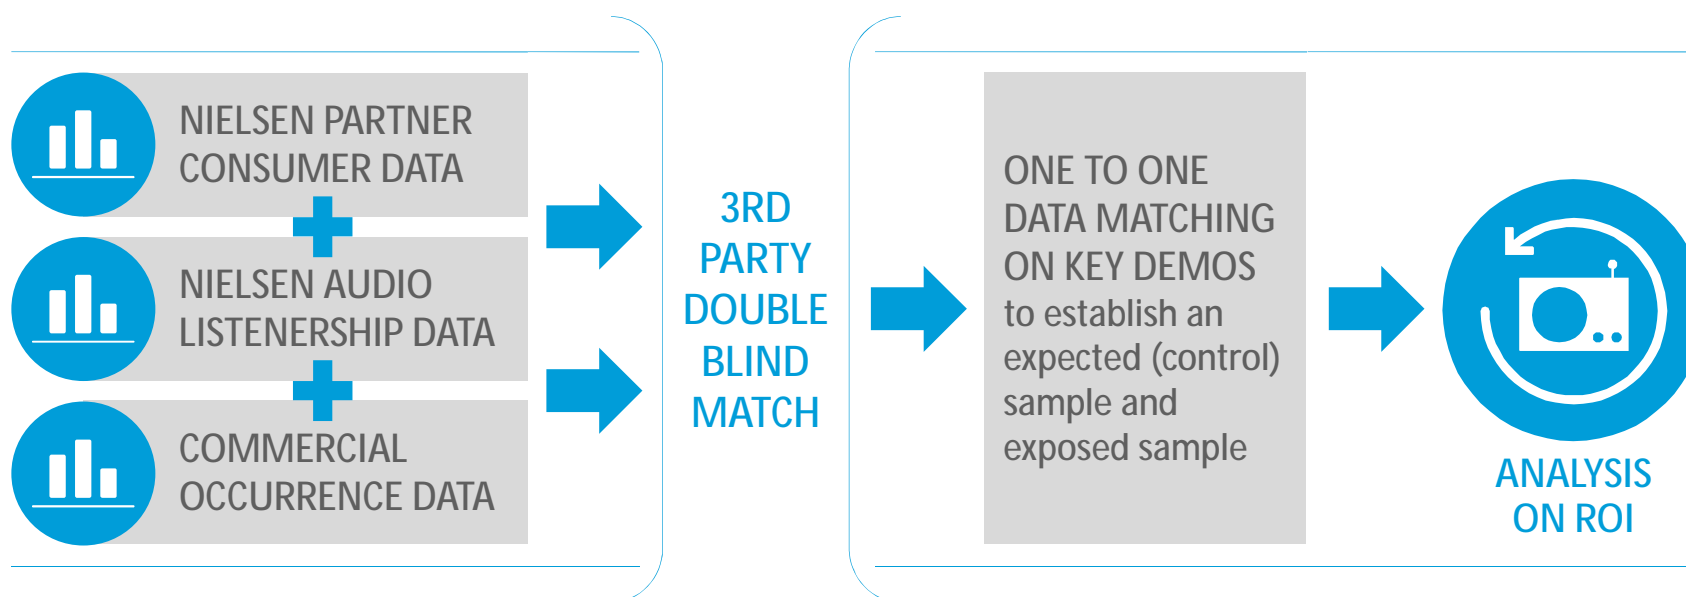 NIELSEN PARTNER
CONSUMER DATA
NIELSEN AUDIO
LISTENERSHIP DATA
COMMERCIAL
OCCURRENCE DATA
3RD
PARTY
DOUBLE
BLIND
MATCH
ONE TO ONE
DATA MATCHING
ON KEY DEMOS
to establish an
expected (control)
sample and
exposed sample
ANALYSIS
ON ROI